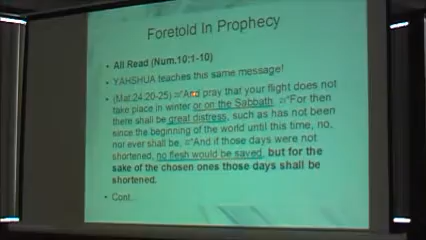 Foretold In Prophecy
• All Read (Num.10:1-10)
• YAHSHUA teaches this same message!
• (Mat.24:20-25) 20"And pray that your flight does not
take place in winter or on the Sabbath. 21"For then
there shall be great distress, such as has not been
since the beginning of the world until this time, no,
nor ever shall be. 22"And if those days were not
shortened, no flesh would be saved, but for the
sake of the chosen ones those days shall be
shortened.
• Cont..